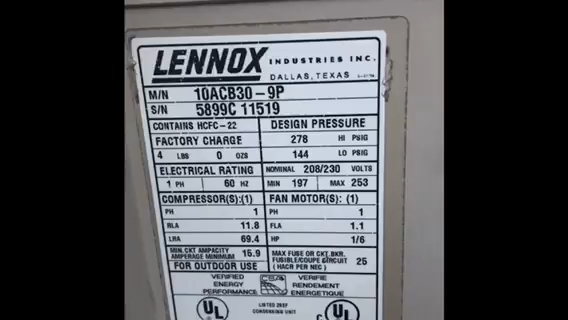 LENNOX INDUSTRIES INC.
DALLAS, TEXAS
M/N 10ACB30-9P
S/N 5899C 11519
CONTAINS HCFC-22 DESIGN PRESSURE
FACTORY CHARGE 278 HI PSIG
4 LBS 0 OZS 144 LO PSIG
ELECTRICAL RATING NOMINAL 208/230 VOLTS
1 PH 60 HZ MIN 197 MAX 253
COMPRESSOR(S):(1) FAN MOTOR(S): (1)
PH 1 PH 1
RLA 11.8 FLA 1.1
LRA 69.4 HP 1/6
MIN.CKT AMPACITY
AMPERAGE MINIMUM 15.9
MAX FUSE OR CKT.BKR.
FUSIBLE/COUPE CIRCUIT 25
(HACR PER NEC)
FOR OUTDOOR USE
VERIFIED
ENERGY
PERFORMANCE
VERIFIE
RENDEMENT
ENERGETIQUE
UL
LISTED
CONDENSING UNIT
C UL